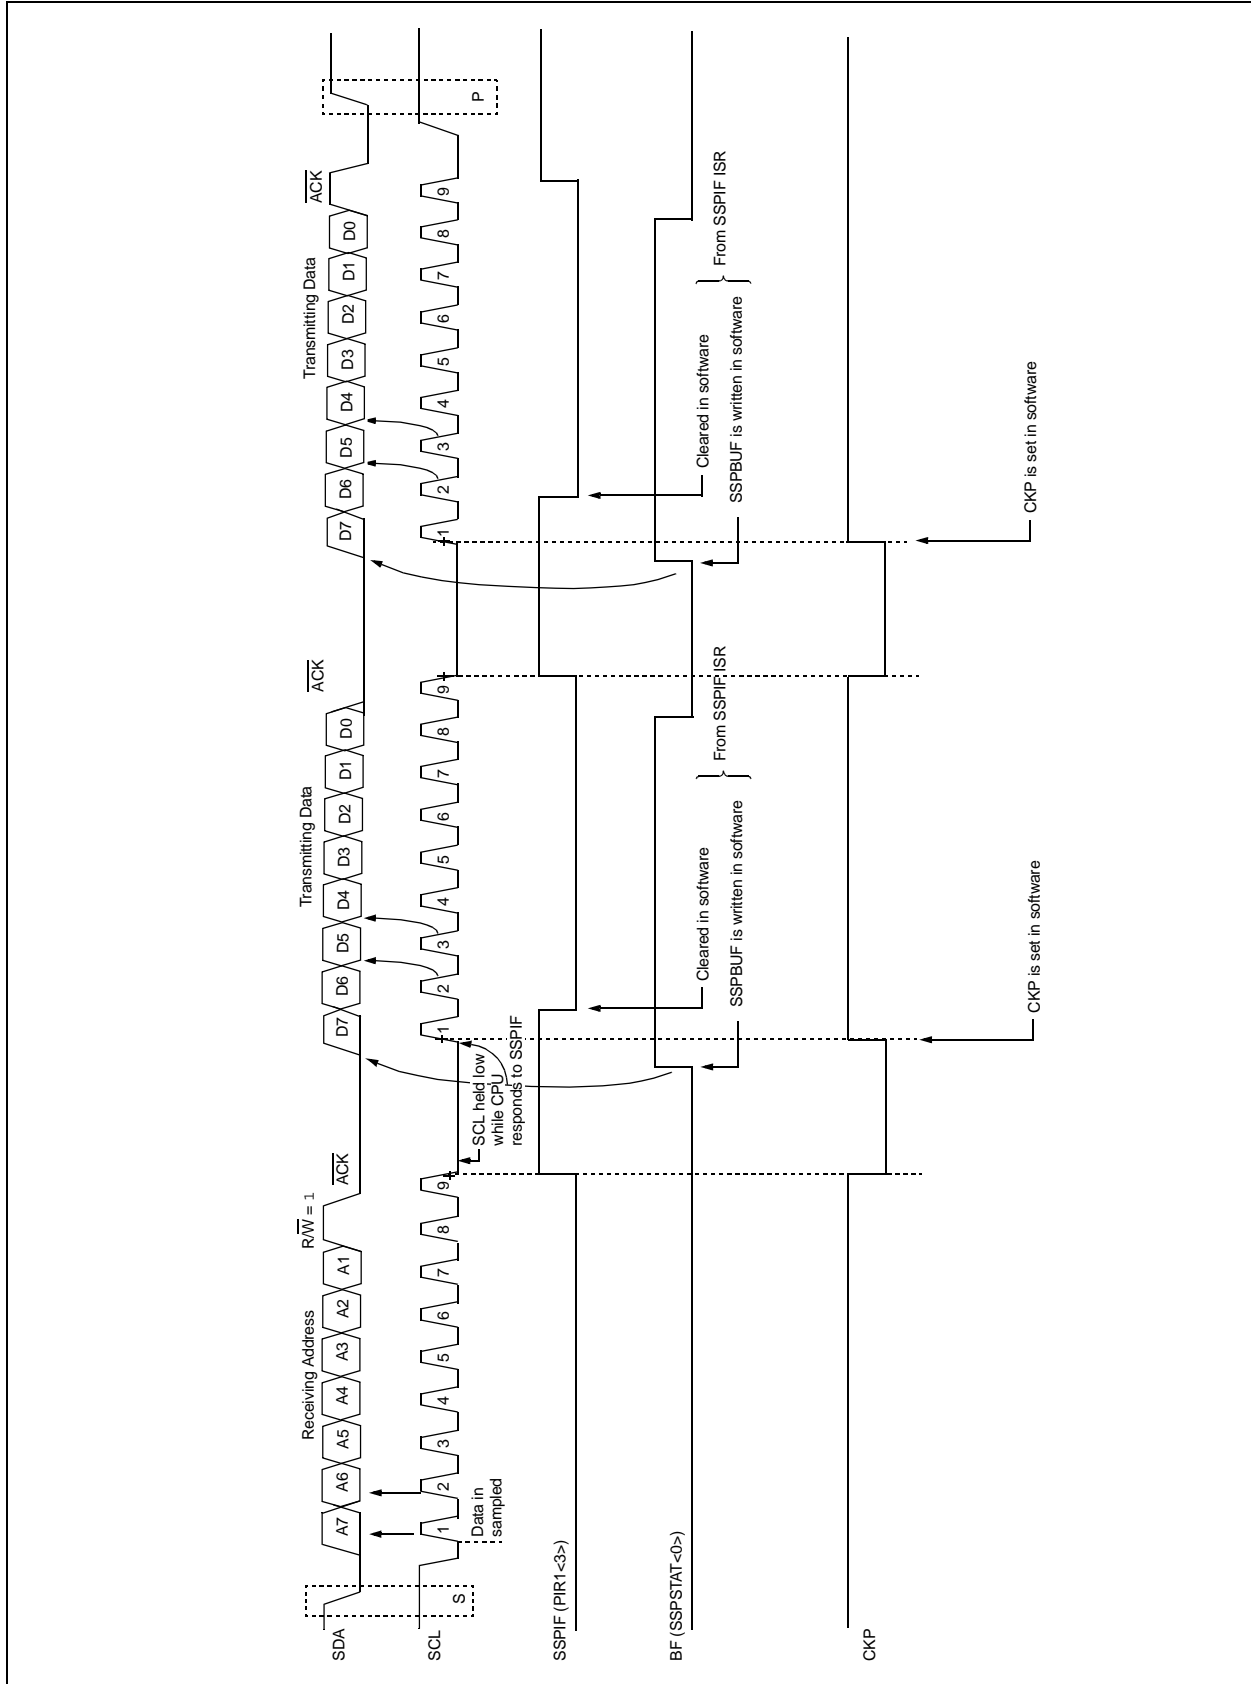 Receiving Address
R/W = 1
ACK
Transmitting Data
ACK
Transmitting Data
ACK
SDA
A7 A6 A5 A4 A3 A2 A1
D7 D6 D5 D4 D3 D2 D1 D0
D7 D6 D5 D4 D3 D2 D1 D0
SCL
1 2 3 4 5 6 7 8 9
1 2 3 4 5 6 7 8 9
1 2 3 4 5 6 7 8 9
S
P
Data in
sampled
SCL held low
while CPU
responds to SSPIF
SSPIF (PIR1<3>)
BF (SSPSTAT<0>)
Cleared in software
SSPBUF is written in software
From SSPIF ISR
Cleared in software
SSPBUF is written in software
From SSPIF ISR
CKP
CKP is set in software
CKP is set in software